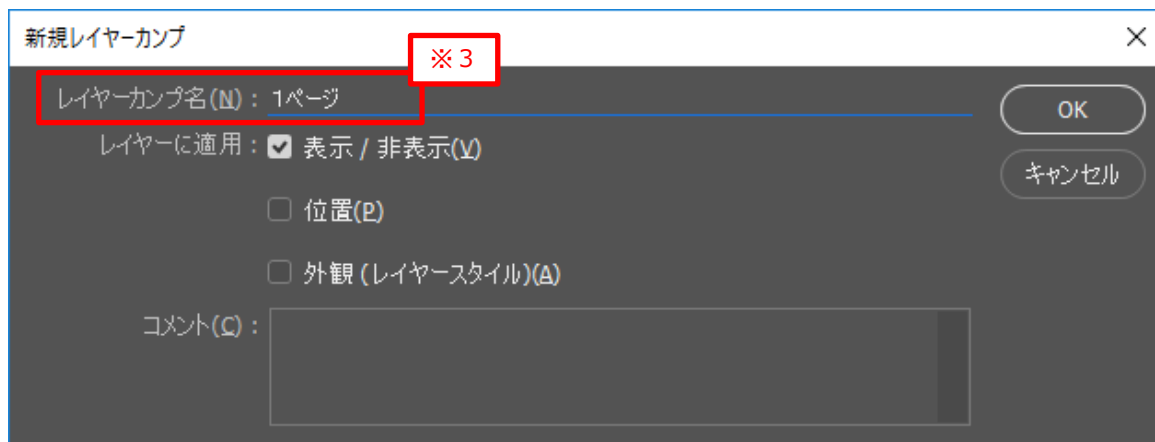 新規レイヤーカンプ
※3
レイヤーカンプ名(N)：1ページ
OK
レイヤーに適用：表示 / 非表示(V)
キャンセル
位置(P)
外観 (レイヤースタイル)(A)
コメント(C)：